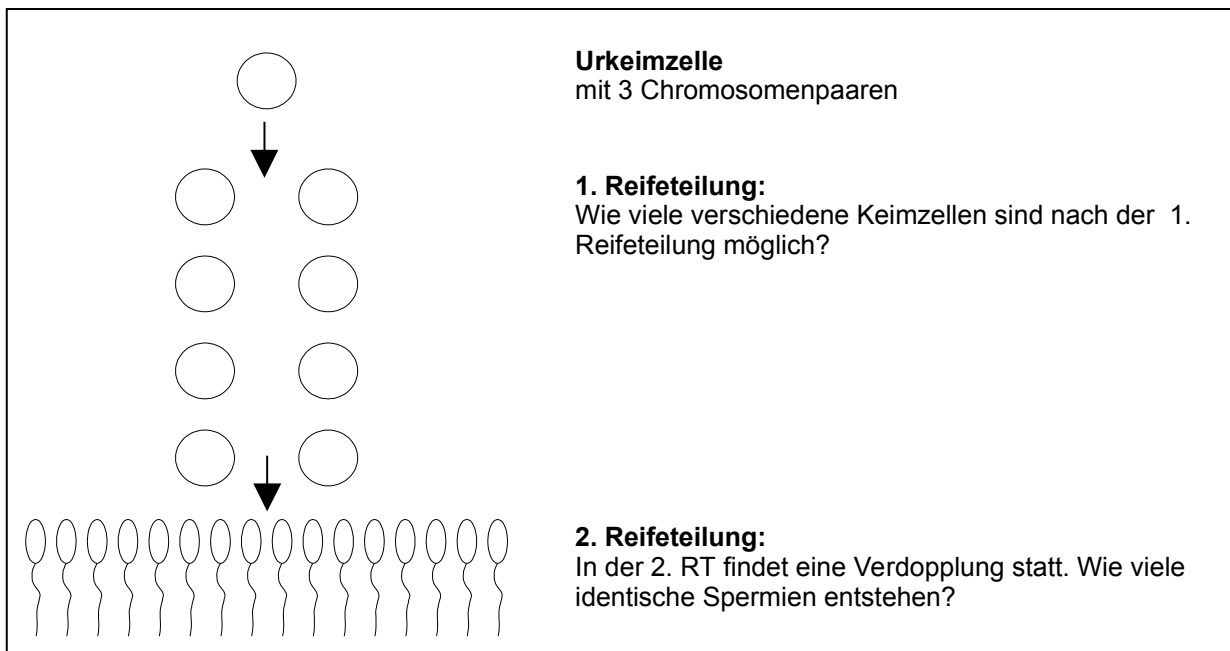 Urkeimzelle
mit 3 Chromosomenpaaren
1. Reifeteilung:
Wie viele verschiedene Keimzellen sind nach der  1.
Reifeteilung möglich?
2. Reifeteilung:
In der 2. RT findet eine Verdopplung statt. Wie viele
identische Spermien entstehen?